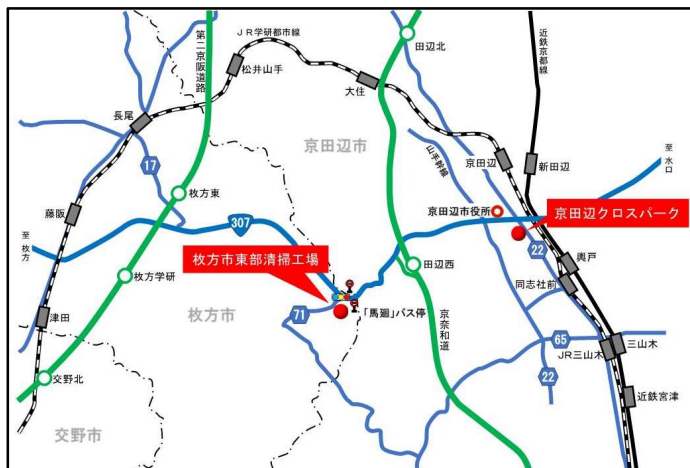 JR学研都市線
第二京阪道路
松井山手
大住
田辺北
近鉄京都線
長尾
京田辺市
17
山手幹線
京田辺
新田辺
至水口
枚方東
藤阪
307
京田辺市役所
京田辺クロスパーク
至枚方
22
枚方市東部清掃工場
枚方学研
田辺西
興戸
同志社前
津田
枚方市
71
「馬廻」バス停
京奈和道
65
三山木
JR三山木
22
交野北
近鉄宮津
交野市